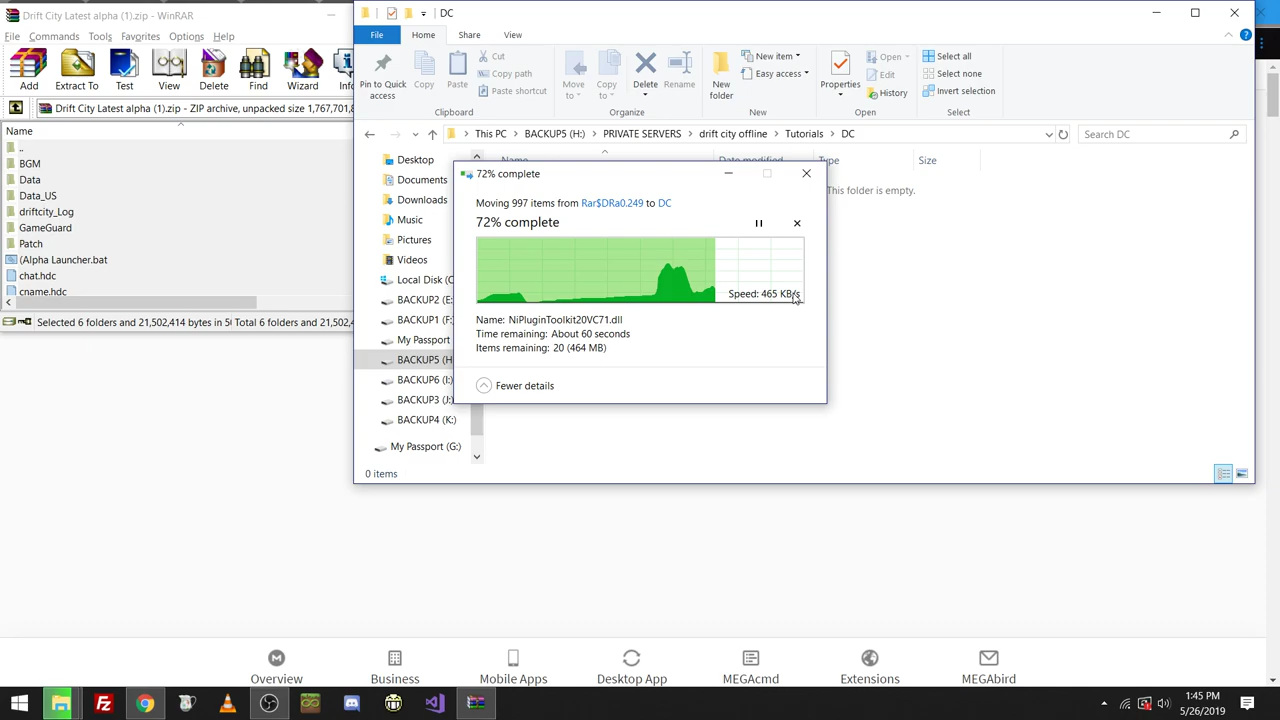 Drift City Latest alpha (1).zip - WinRAR
File Commands Tools Favorites Options Help
Add Extract To Test View Delete Find Wizard Info
Drift City Latest alpha (1).zip - ZIP archive, unpacked size 1,767,701,8
Name
..
BGM
Data
Data_US
driftcity_Log
GameGuard
Patch
(Alpha Launcher.bat
chat.hdc
cname.hdc
Selected 6 folders and 21,502,414 bytes in 5
Total 6 folders and 21,502,
DC
File Home Share View
Pin to Quick access
Copy
Paste
Cut
Copy path
Paste shortcut
Clipboard
Move to
Copy to
Delete
Rename
Organize
New folder
New item
Easy access
New
Properties
Open
Edit
History
Open
Select all
Select none
Invert selection
Select
This PC BACKUP5 (H:) PRIVATE SERVERS drift city offline Tutorials DC
Search DC
Desktop
Documents
Downloads
Music
Pictures
Videos
Local Disk (C
BACKUP2 (E:
BACKUP1 (F:
My Passport
BACKUP5 (H
BACKUP6 (I:)
BACKUP3 (J:)
BACKUP4 (K:)
My Passport (G:)
Name Date modified Type Size
This folder is empty.
72% complete
Moving 997 items from Rar$DRa0.249 to DC
72% complete
Speed: 465 KB/s
Name: NiPluginToolkit20VC71.dll
Time remaining: About 60 seconds
Items remaining: 20 (464 MB)
Fewer details
0 items
Overview Business Mobile Apps Desktop App MEGAcmd Extensions MEGAbird
1:45 PM
5/26/2019